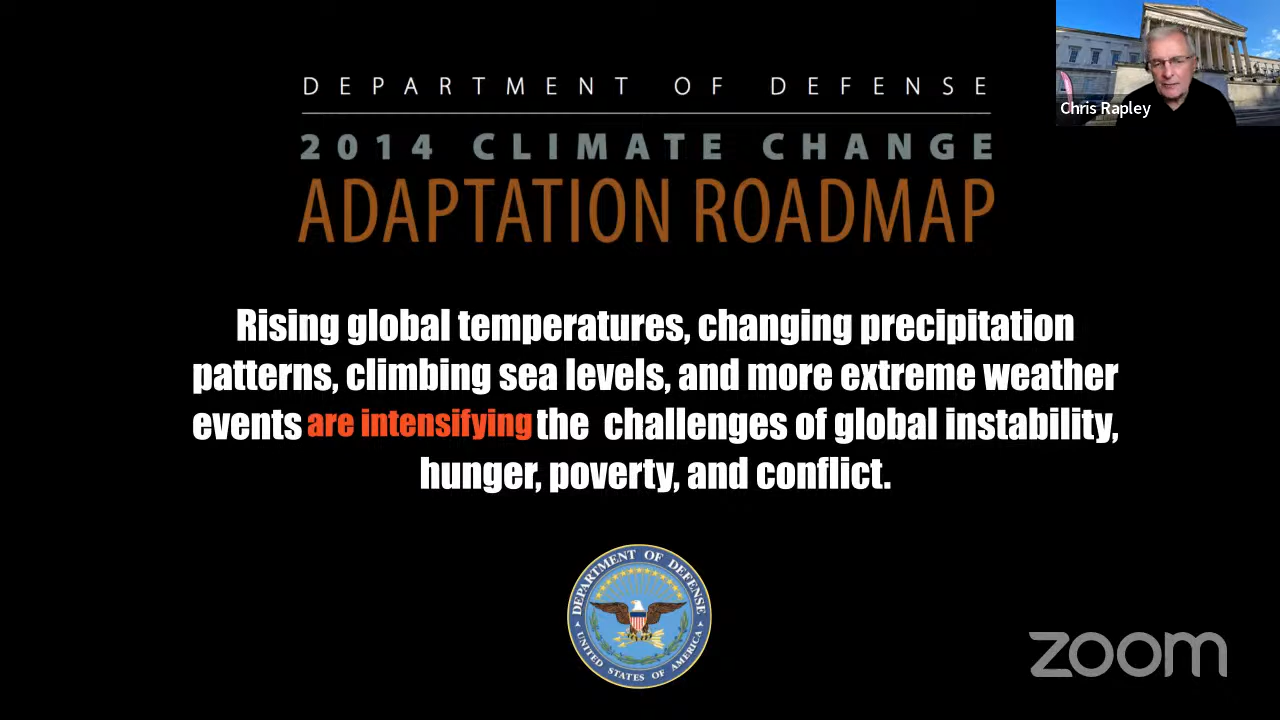 DEPARTMENT OF DEFENSE
2014 CLIMATE CHANGE
ADAPTATION ROADMAP
Chris Rapley
Rising global temperatures, changing precipitation
patterns, climbing sea levels, and more extreme weather
events are intensifying the challenges of global instability,
hunger, poverty, and conflict.
DEPARTMENT OF DEFENSE
UNITED STATES OF AMERICA
zoom